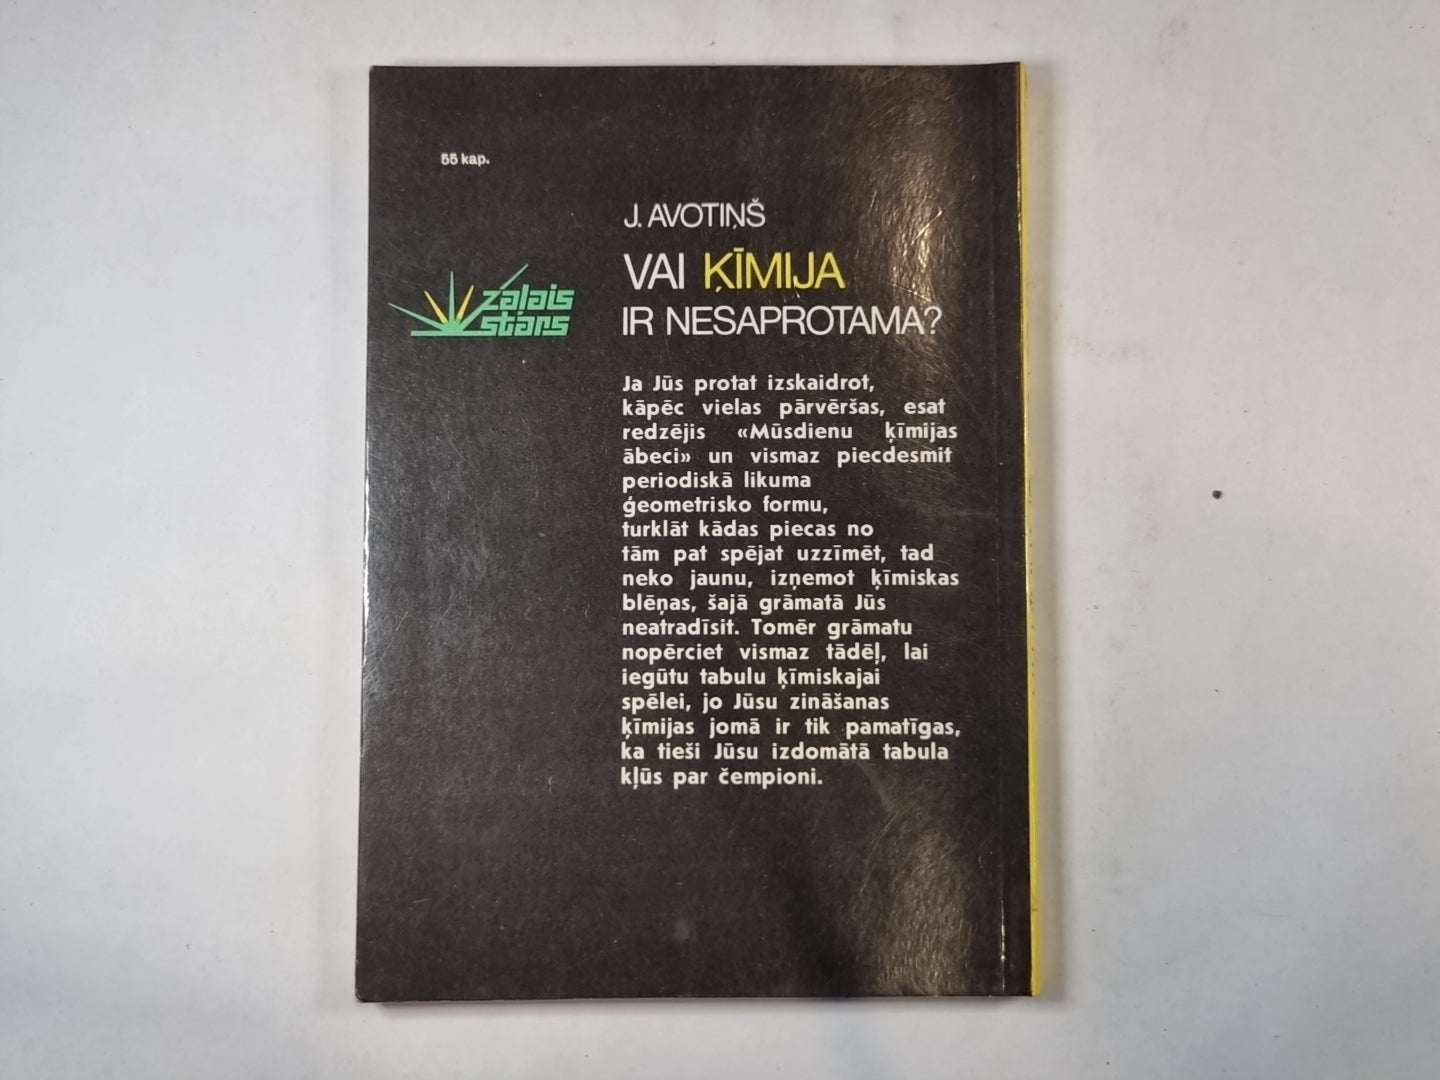 55 kap.
J. AVOTIŅŠ
VAI ĶĪMIJA
IR NESAPROTAMA?
zaļais
stars
Ja Jūs protat izskaidrot,
kāpēc vielas pārvēršas, esat
redzējis «Mūsdienu ķīmijas
ābeci» un vismaz piecdesmit
periodiskā likuma
ģeometrisko formu,
turklāt kādas piecas no
tām pat spējat uzzīmēt, tad
neko jaunu, izņemot ķīmiskas
blēņas, šajā grāmatā Jūs
neatradīsit. Tomēr grāmatu
nopērciet vismaz tādēļ, lai
iegūtu tabulu ķīmiskajai
spēlei, jo Jūsu zināšanas
ķīmijas jomā ir tik pamatīgas,
ka tieši Jūsu izdomātā tabula
kļūs par čempioni.